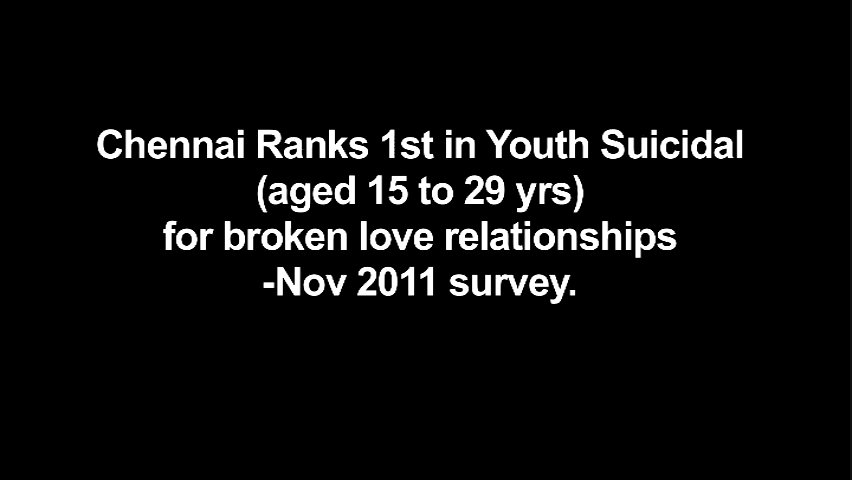 Chennai Ranks 1st in Youth Suicidal
(aged 15 to 29 yrs)
for broken love relationships
-Nov 2011 survey.